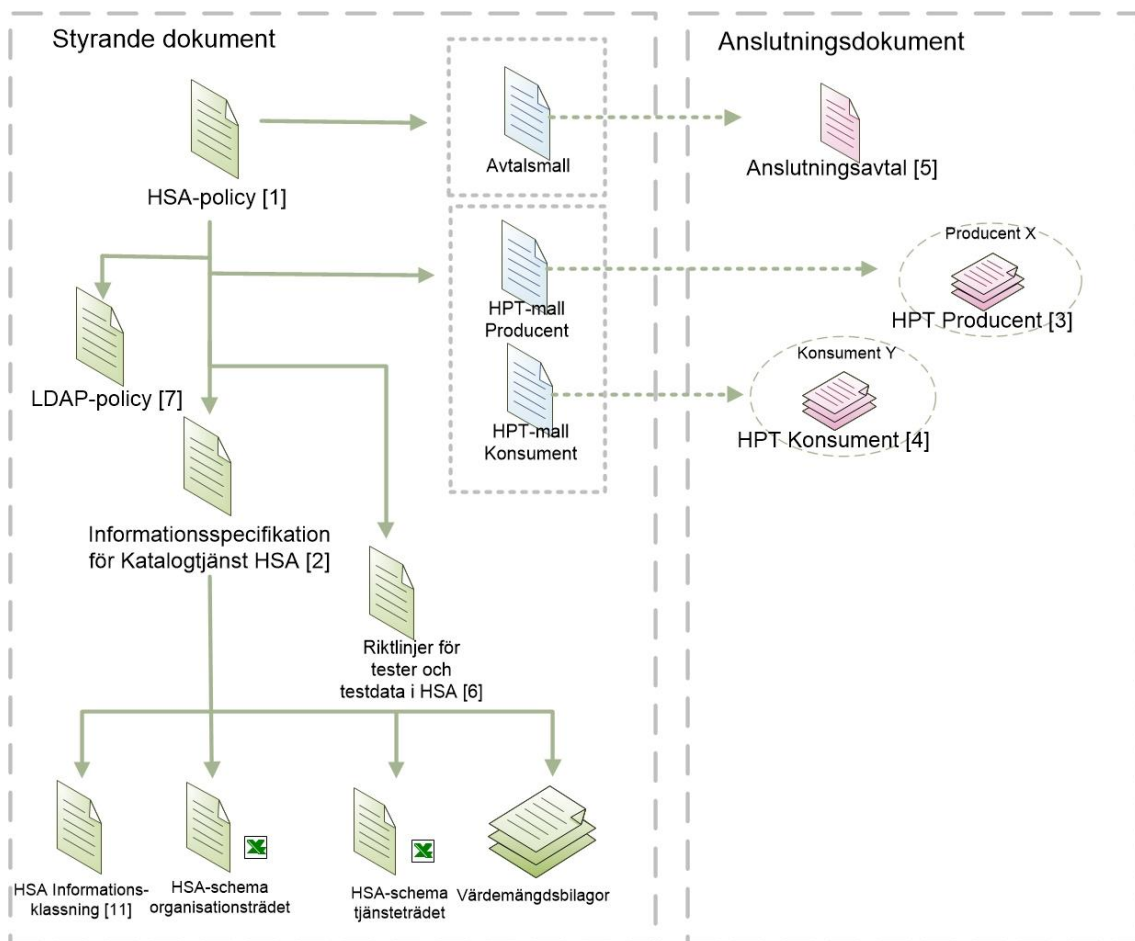 Styrande dokument
Anslutningsdokument
HSA-policy [1]
Avtalsmall
Anslutningsavtal [5]
HPT-mall
Producent
Producent X
HPT Producent [3]
LDAP-policy [7]
HPT-mall
Konsument
Konsument Y
HPT Konsument [4]
Informationsspecifikation
för Katalogtjänst HSA [2]
Riktlinjer för
tester och
testdata i HSA [6]
HSA Informations-
klassning [11]
HSA-schema
organisationsträdet
HSA-schema
tjänsteträdet
Värdemängdsbilagor